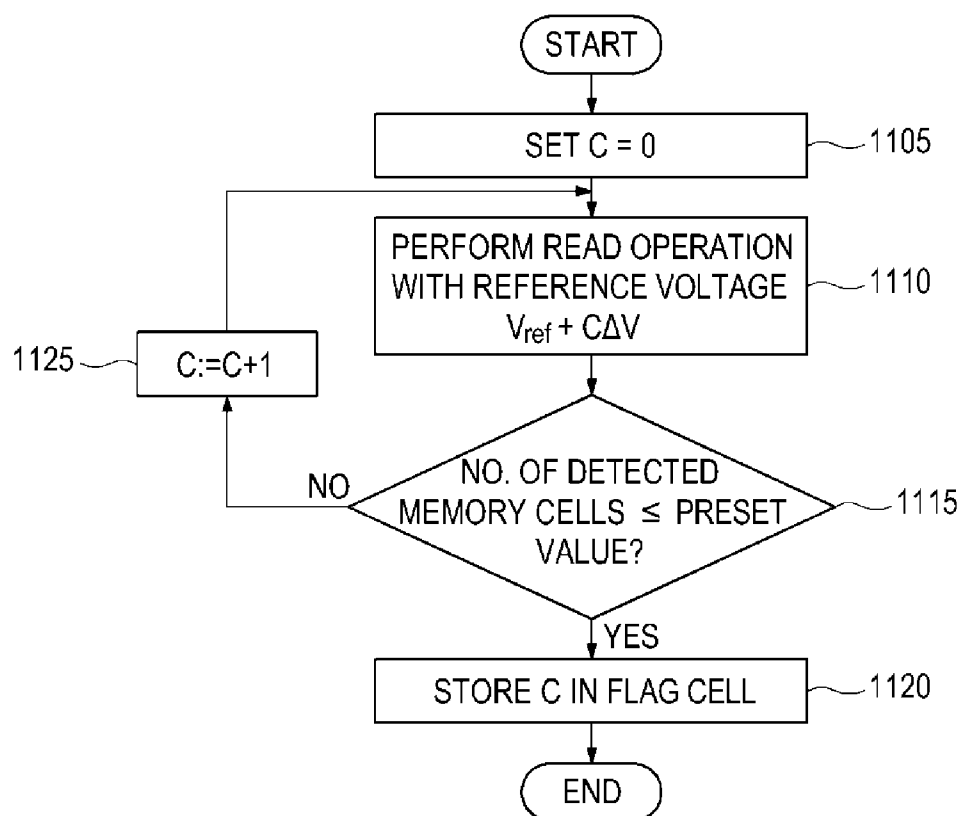 START
SET C = 0
1105
PERFORM READ OPERATION
WITH REFERENCE VOLTAGE
Vref + CΔV
1110
1125
C:=C+1
NO
NO. OF DETECTED
MEMORY CELLS ≤ PRESET
VALUE?
1115
YES
STORE C IN FLAG CELL
1120
END